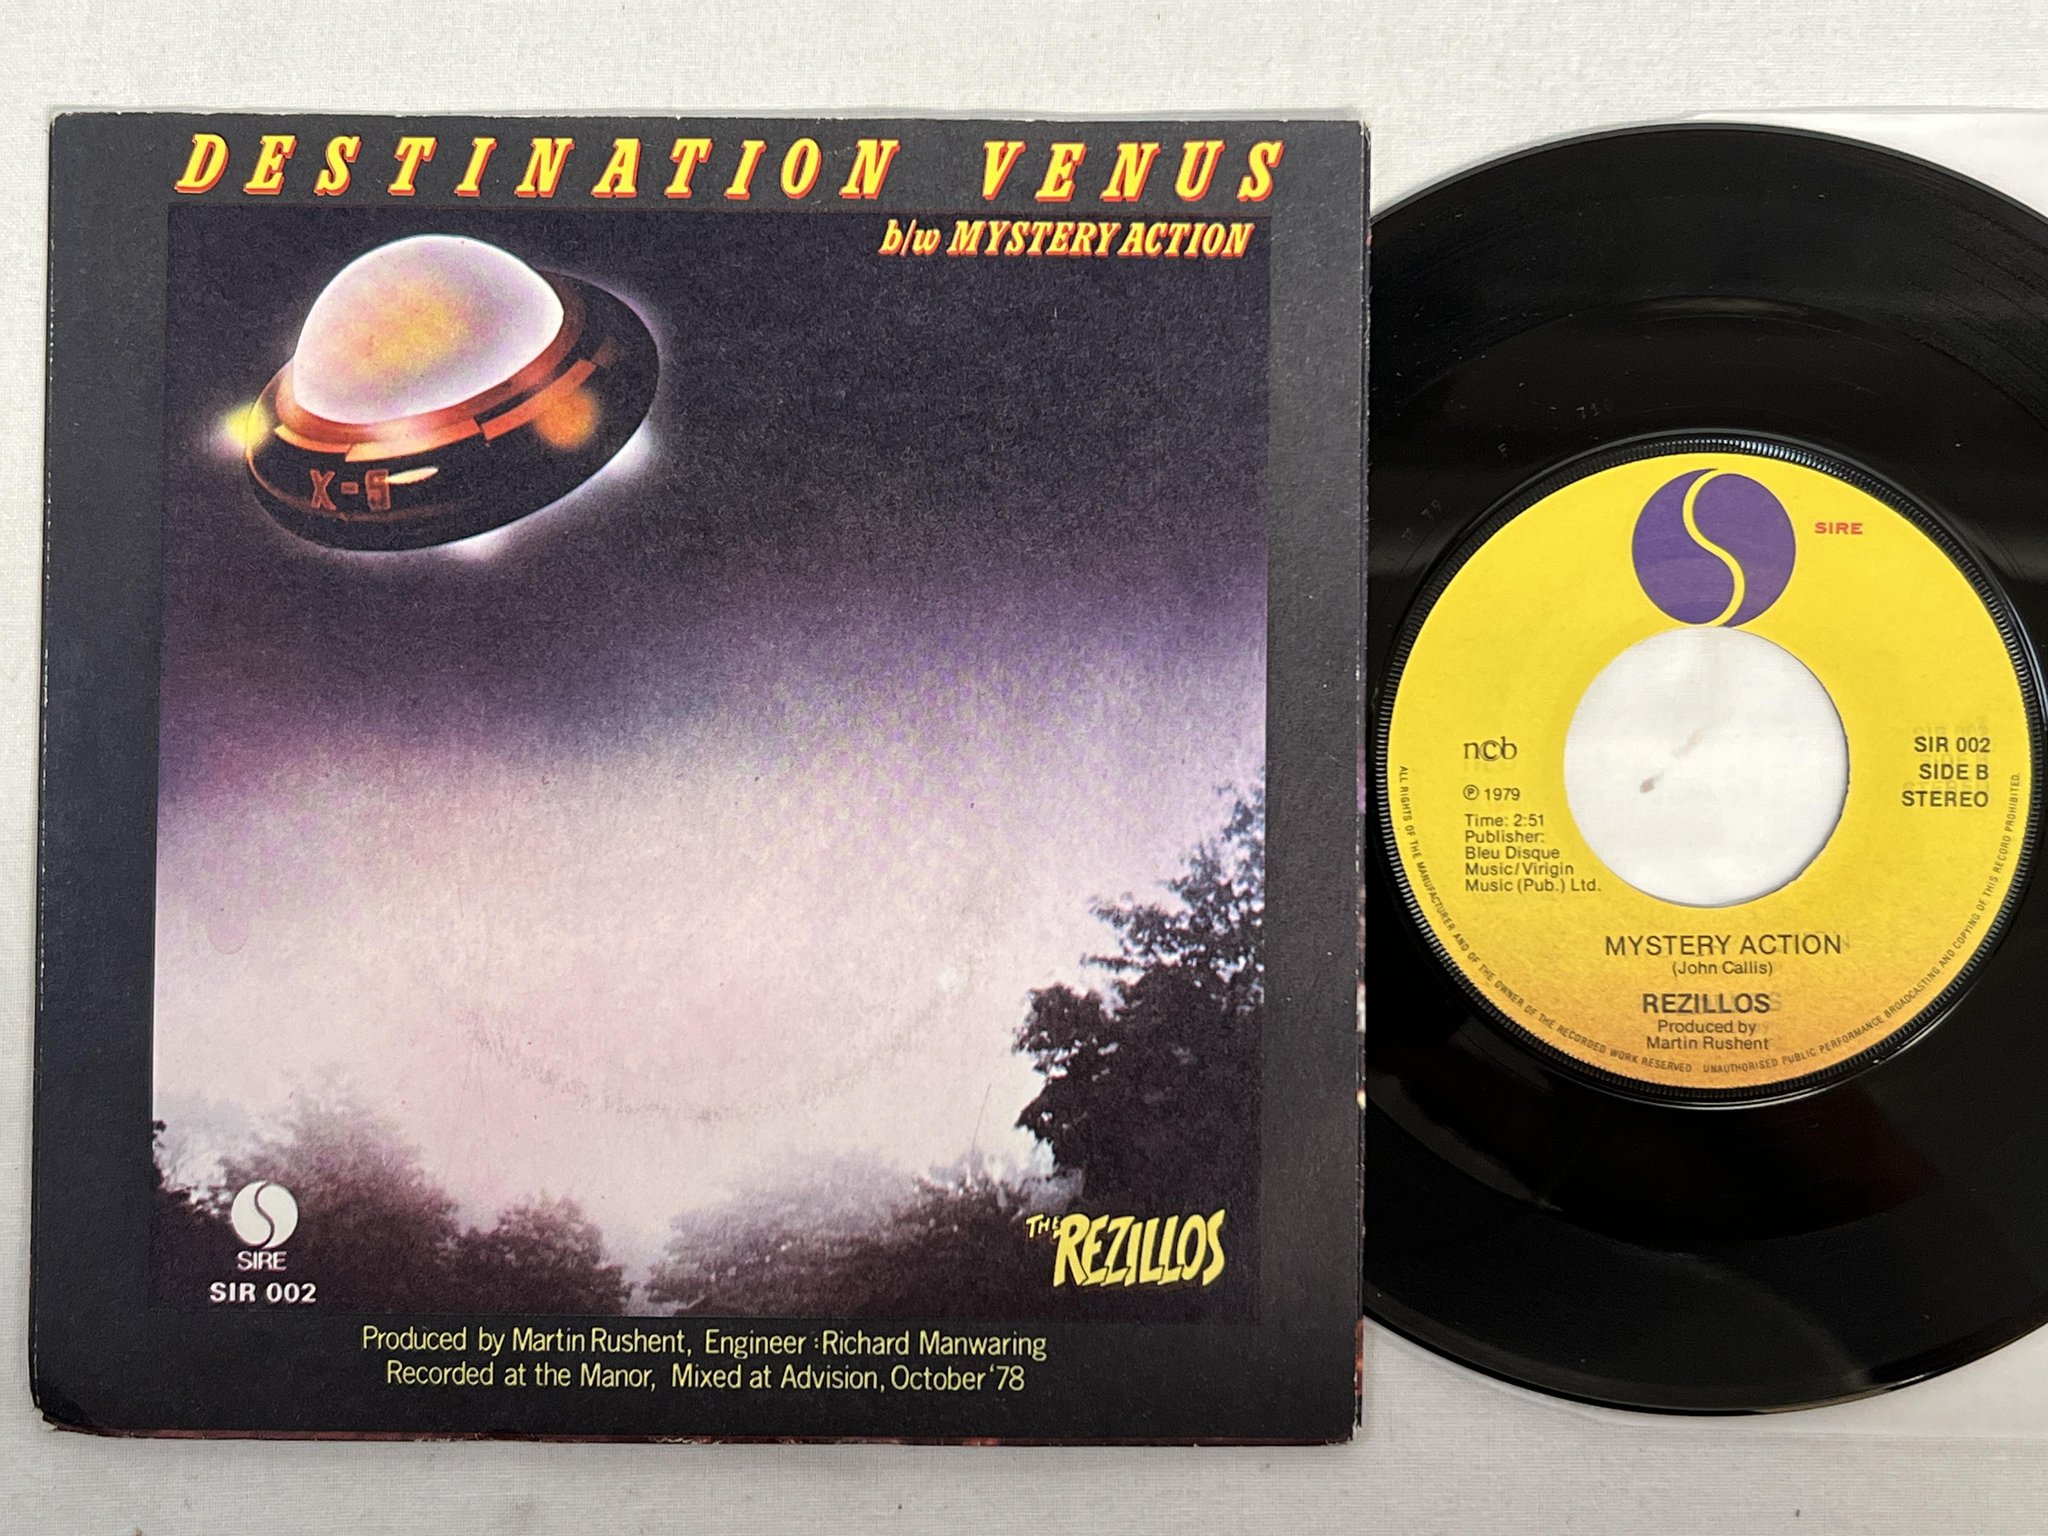 DESTINATION VENUS
b/w MYSTERY ACTION
X-5
SIRE
SIR 002
THE REZILLOS
Produced by Martin Rushent, Engineer : Richard Manwaring
Recorded at the Manor, Mixed at Advision, October '78
SIRE
ncb
℗ 1979
Time: 2:51
Publisher:
Bleu Disque
Music/Virigin
Music (Pub.) Ltd.
SIR 002
SIDE B
STEREO
MYSTERY ACTION
(John Callis)
REZILLOS
Produced by
Martin Rushent
ALL RIGHTS OF THE MANUFACTURER AND OF THE OWNER OF THE RECORDED WORK RESERVED · UNAUTHORISED PUBLIC PERFORMANCE BROADCASTING AND COPYING OF THIS RECORD PROHIBITED.